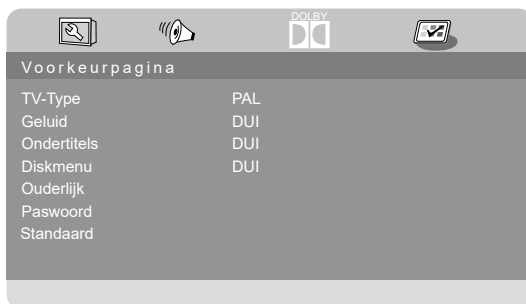 DOLBY
Voorkeurpagina
TV-Type PAL
Geluid DUI
Ondertitels DUI
Diskmenu DUI
Ouderlijk
Paswoord
Standaard